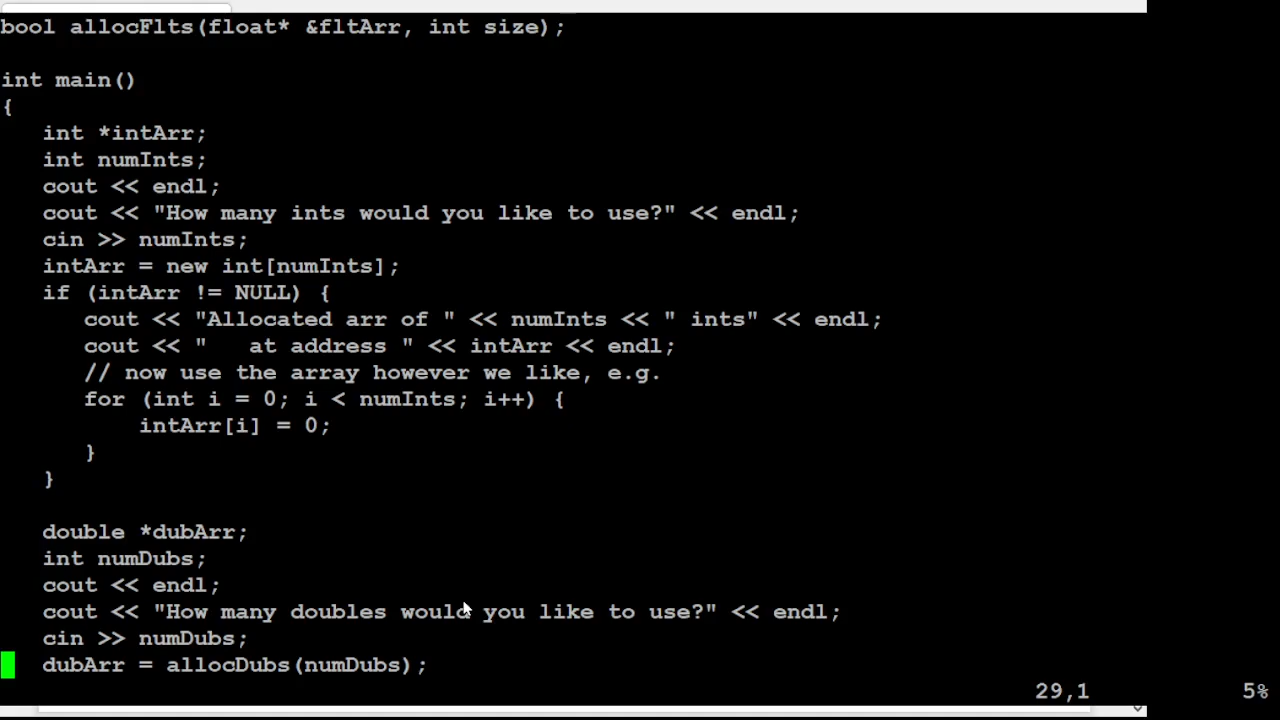 bool allocFlts(float* &fltArr, int size);

int main()
{
   int *intArr;
   int numInts;
   cout << endl;
   cout << "How many ints would you like to use?" << endl;
   cin >> numInts;
   intArr = new int[numInts];
   if (intArr != NULL) {
      cout << "Allocated arr of " << numInts << " ints" << endl;
      cout << "   at address " << intArr << endl;
      // now use the array however we like, e.g.
      for (int i = 0; i < numInts; i++) {
          intArr[i] = 0;
      }
   }

   double *dubArr;
   int numDubs;
   cout << endl;
   cout << "How many doubles would you like to use?" << endl;
   cin >> numDubs;
   dubArr = allocDubs(numDubs);
29,1 5%